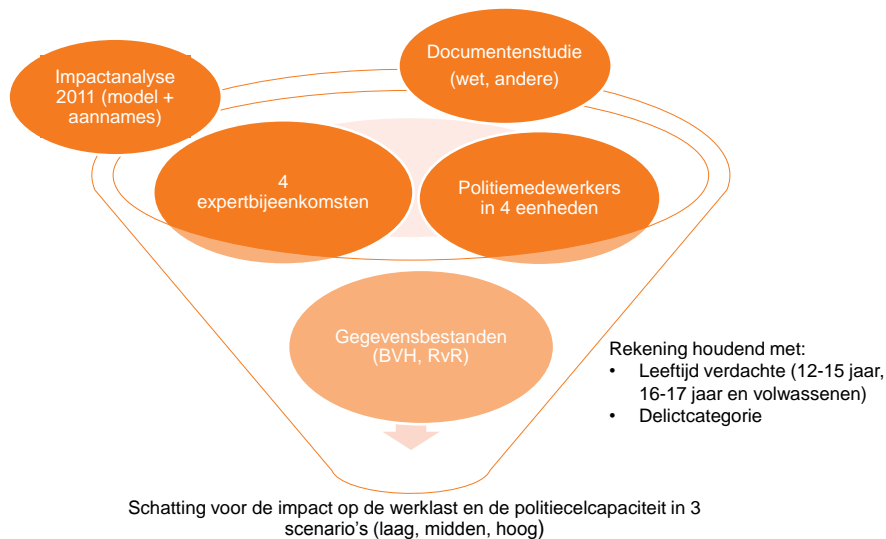 Documentenstudie
(wet, andere)
Impactanalyse
2011 (model +
aannames)
4
expertbijeenkomsten
Politiemedewerkers
in 4 eenheden
Gegevensbestanden
(BVH, RvR)
Rekening houdend met:
• Leeftijd verdachte (12-15 jaar,
16-17 jaar en volwassenen)
• Delictcategorie
Schatting voor de impact op de werklast en de politiecelcapaciteit in 3
scenario's (laag, midden, hoog)